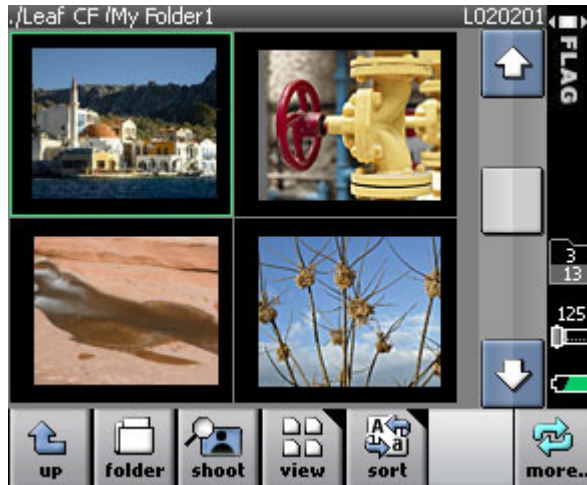 ./Leaf CF /My Folder1 L020201
FLAG
3
13
125
up folder shoot view A a sort more..